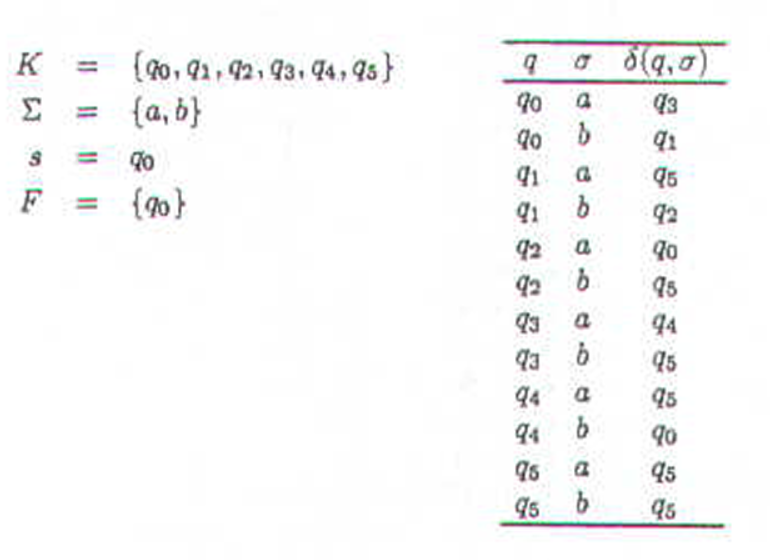 K = {q0, q1, q2, q3, q4, q5}
Σ = {a, b}
s = q0
F = {q0}
q σ δ(q, σ)
q0 a q3
q0 b q1
q1 a q5
q1 b q2
q2 a q0
q2 b q5
q3 a q4
q3 b q5
q4 a q5
q4 b q0
q5 a q5
q5 b q5